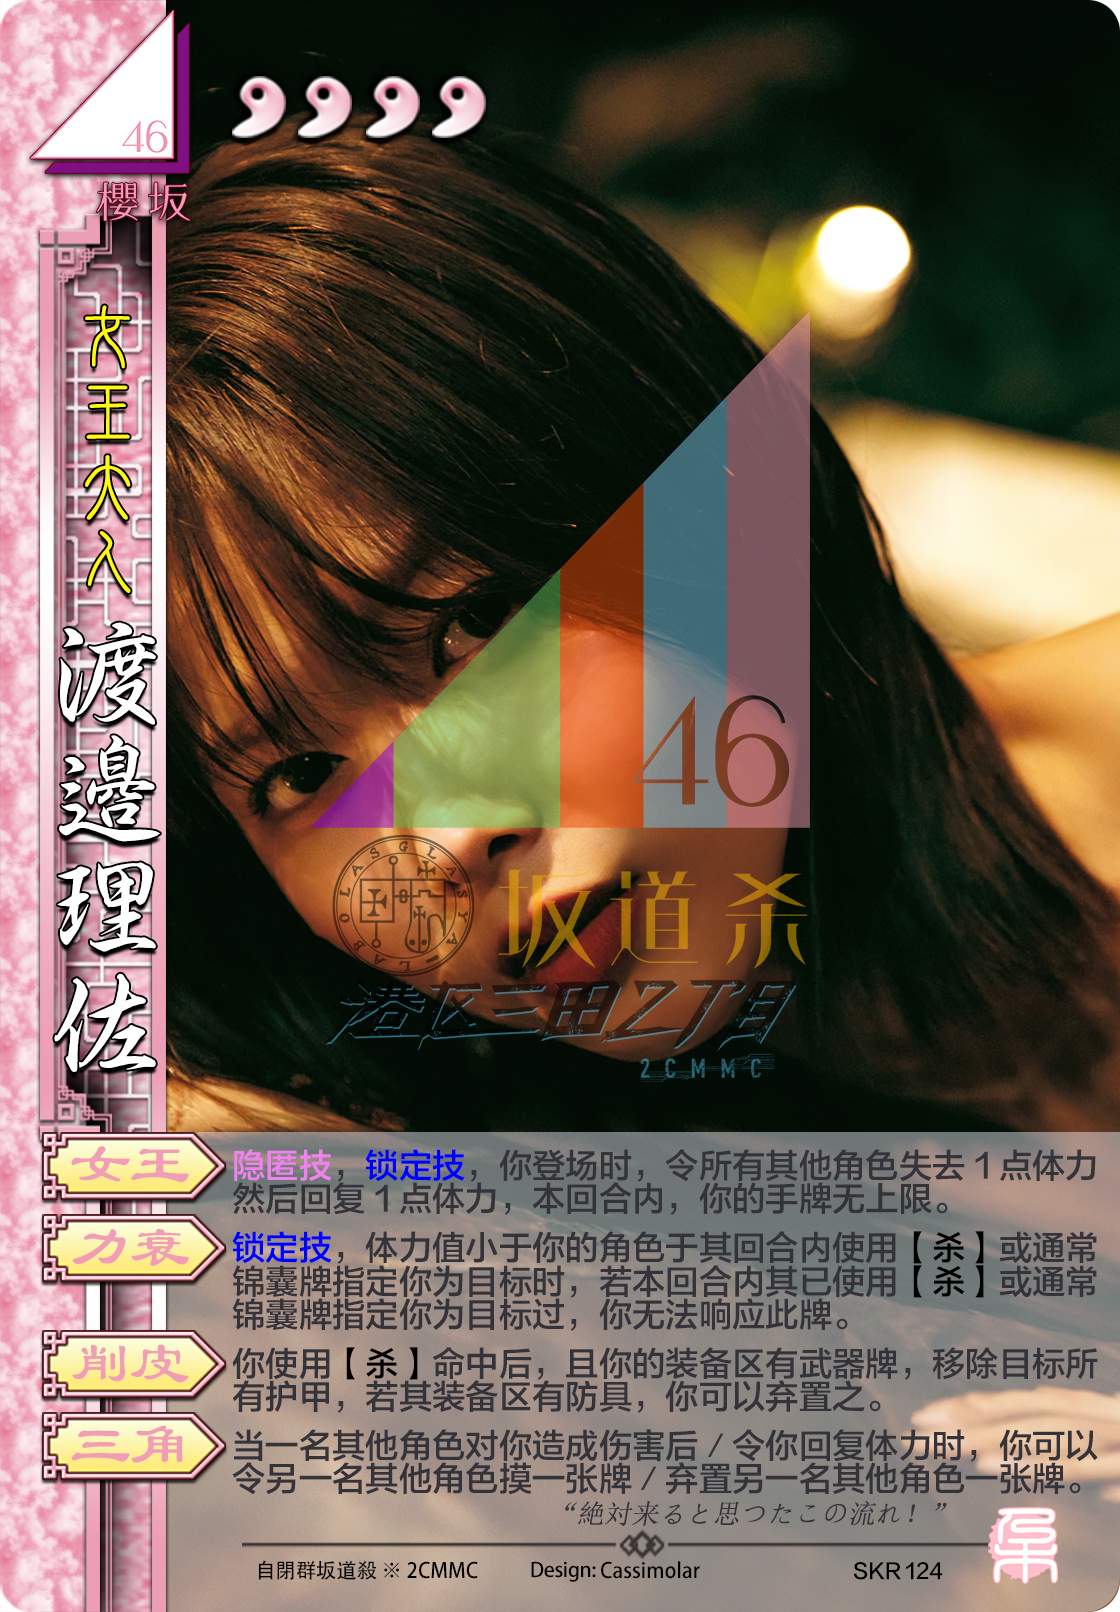 46
櫻坂
女王大人
渡邉理佐
46
坂道杀
GLASYA-LABOLAS
港区三田2丁目
2CMMC
女王
隐匿技，锁定技，你登场时，令所有其他角色失去1点体力
然后回复1点体力，本回合内，你的手牌无上限。
力衰
锁定技，体力值小于你的角色于其回合内使用【杀】或通常
锦囊牌指定你为目标时，若本回合内其已使用【杀】或通常
锦囊牌指定你为目标过，你无法响应此牌。
削皮
你使用【杀】命中后，且你的装备区有武器牌，移除目标所
有护甲，若其装备区有防具，你可以弃置之。
三角
当一名其他角色对你造成伤害后/令你回复体力时，你可以
令另一名其他角色摸一张牌/弃置另一名其他角色一张牌。
“絶対来ると思つたこの流れ！”
自閉群坂道殺 ※ 2CMMC Design: Cassimolar SKR124